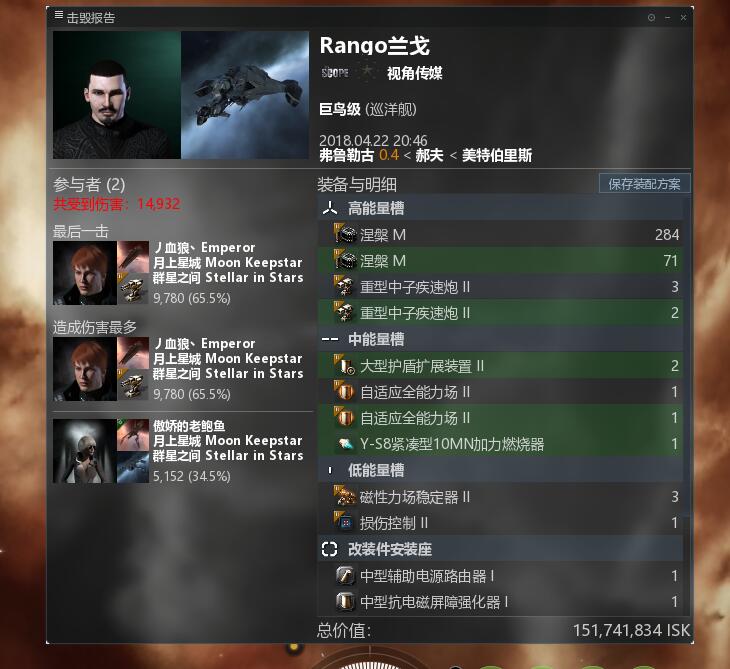 击毁报告
Rango兰戈
SCOPE 视角传媒
巨鸟级 (巡洋舰)
2018.04.22 20:46
弗鲁勒古 0.4 < 郝夫 < 美特伯里斯
参与者 (2)
共受到伤害： 14,932
最后一击
丿血狼丶Emperor
月上星城 Moon Keepstar
群星之间 Stellar in Stars
9,780 (65.5%)
造成伤害最多
丿血狼丶Emperor
月上星城 Moon Keepstar
群星之间 Stellar in Stars
9,780 (65.5%)
傲娇的老鲍鱼
月上星城 Moon Keepstar
群星之间 Stellar in Stars
5,152 (34.5%)
装备与明细 保存装配方案
高能量槽
涅槃 M 284
涅槃 M 71
重型中子疾速炮 II 3
重型中子疾速炮 II 2
中能量槽
大型护盾扩展装置 II 2
自适应全能力场 II 1
自适应全能力场 II 1
Y-S8紧凑型10MN加力燃烧器 1
低能量槽
磁性力场稳定器 II 3
损伤控制 II 1
改装件安装座
中型辅助电源路由器 I 1
中型抗电磁屏障强化器 I 1
总价值： 151,741,834 ISK